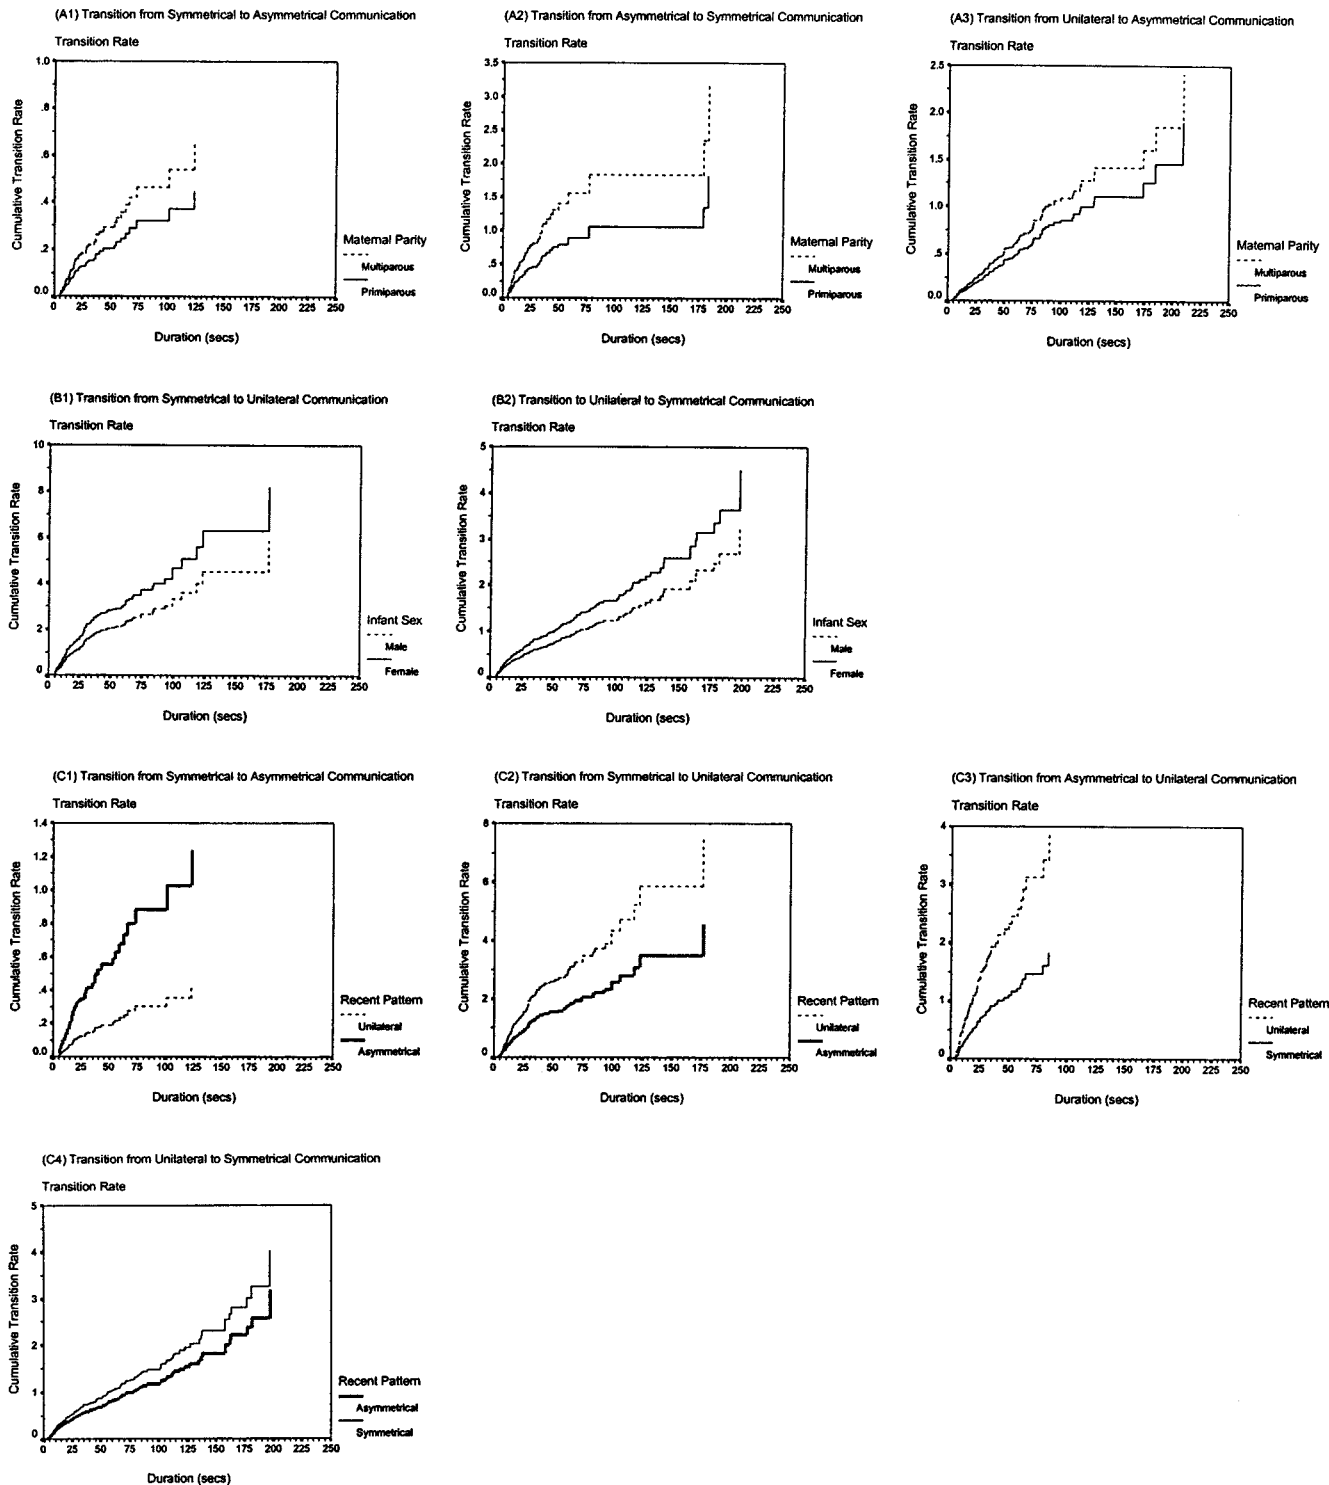 (A1) Transition from Symmetrical to Asymmetrical Communication
Transition Rate
1.0
.8
.6
.4
.2
0.0
Cumulative Transition Rate
0 25 50 75 100 125 150 175 200 225 250
Duration (secs)
Maternal Parity
Multiparous
Primiparous
(A2) Transition from Asymmetrical to Symmetrical Communication
Transition Rate
3.5
3.0
2.5
2.0
1.5
1.0
.5
0.0
Cumulative Transition Rate
0 25 50 75 100 125 150 175 200 225 250
Duration (secs)
Maternal Parity
Multiparous
Primiparous
(A3) Transition from Unilateral to Asymmetrical Communication
Transition Rate
2.5
2.0
1.5
1.0
.5
0.0
Cumulative Transition Rate
0 25 50 75 100 125 150 175 200 225 250
Duration (secs)
Maternal Parity
Multiparous
Primiparous
(B1) Transition from Symmetrical to Unilateral Communication
Transition Rate
10
8
6
4
2
0
Cumulative Transition Rate
0 25 50 75 100 125 150 175 200 225 250
Duration (secs)
Infant Sex
Male
Female
(B2) Transition to Unilateral to Symmetrical Communication
Transition Rate
5
4
3
2
1
0
Cumulative Transition Rate
0 25 50 75 100 125 150 175 200 225 250
Duration (secs)
Infant Sex
Male
Female
(C1) Transition from Symmetrical to Asymmetrical Communication
Transition Rate
1.4
1.2
1.0
.8
.6
.4
.2
0.0
Cumulative Transition Rate
0 25 50 75 100 125 150 175 200 225 250
Duration (secs)
Recent Pattern
Unilateral
Asymmetrical
(C2) Transition from Symmetrical to Unilateral Communication
Transition Rate
8
6
4
2
0
Cumulative Transition Rate
0 25 50 75 100 125 150 175 200 225 250
Duration (secs)
Recent Pattern
Unilateral
Asymmetrical
(C3) Transition from Asymmetrical to Unilateral Communication
Transition Rate
4
3
2
1
0
Cumulative Transition Rate
0 25 50 75 100 125 150 175 200 225 250
Duration (secs)
Recent Pattern
Unilateral
Symmetrical
(C4) Transition from Unilateral to Symmetrical Communication
Transition Rate
5
4
3
2
1
0
Cumulative Transition Rate
0 25 50 75 100 125 150 175 200 225 250
Duration (secs)
Recent Pattern
Asymmetrical
Symmetrical